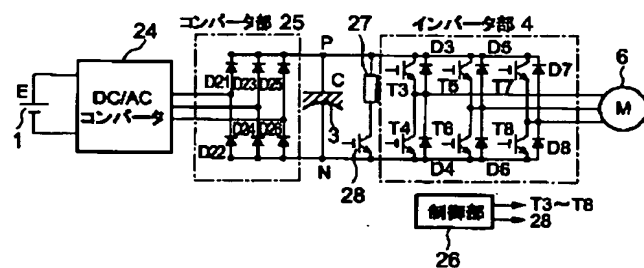 コンバータ部 25
インバータ部 4
24
27
P
D3
D5
6
E
D21
D23
D25
C
T3
T5
T7
D7
DC/AC
コンバータ
M
1
D24
D26
3
T4
T6
T8
D8
D22
N
28
D4
D6
制御部
T3~T8
28
26